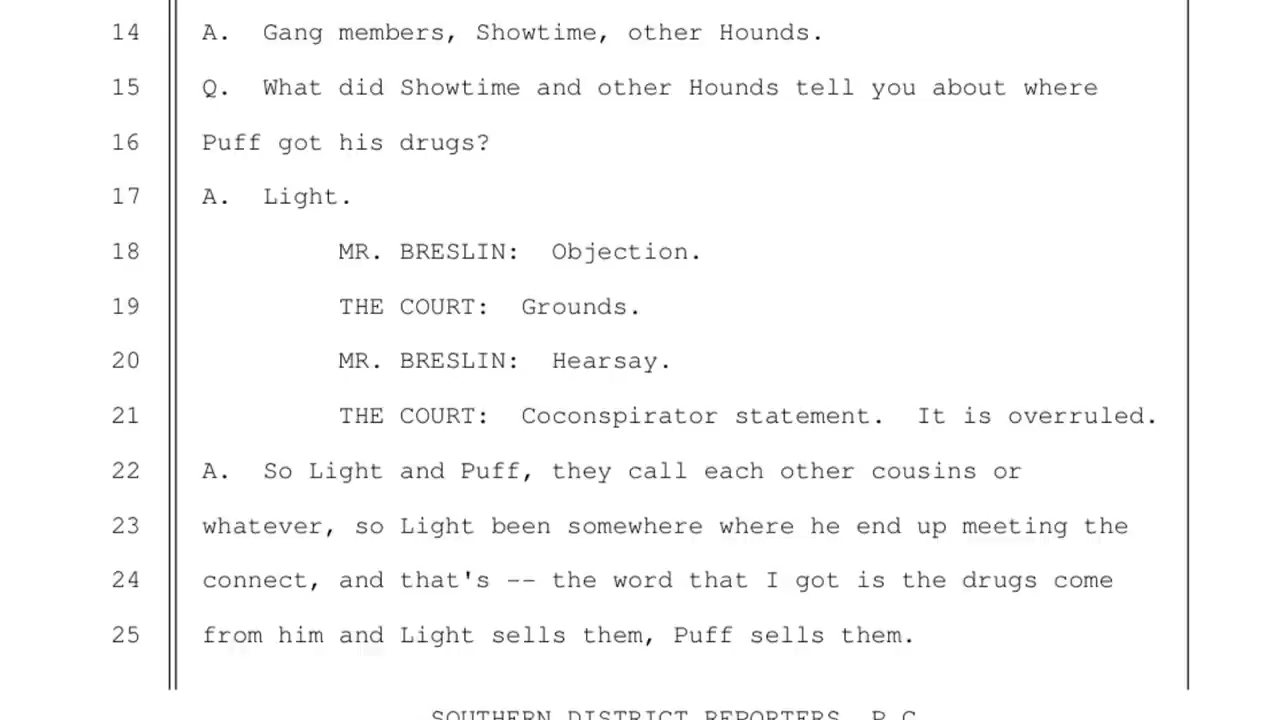 14 A. Gang members, Showtime, other Hounds.
15 Q. What did Showtime and other Hounds tell you about where
16 Puff got his drugs?
17 A. Light.
18 MR. BRESLIN: Objection.
19 THE COURT: Grounds.
20 MR. BRESLIN: Hearsay.
21 THE COURT: Coconspirator statement. It is overruled.
22 A. So Light and Puff, they call each other cousins or
23 whatever, so Light been somewhere where he end up meeting the
24 connect, and that's -- the word that I got is the drugs come
25 from him and Light sells them, Puff sells them.
SOUTHERN DISTRICT REPORTERS, P.C.